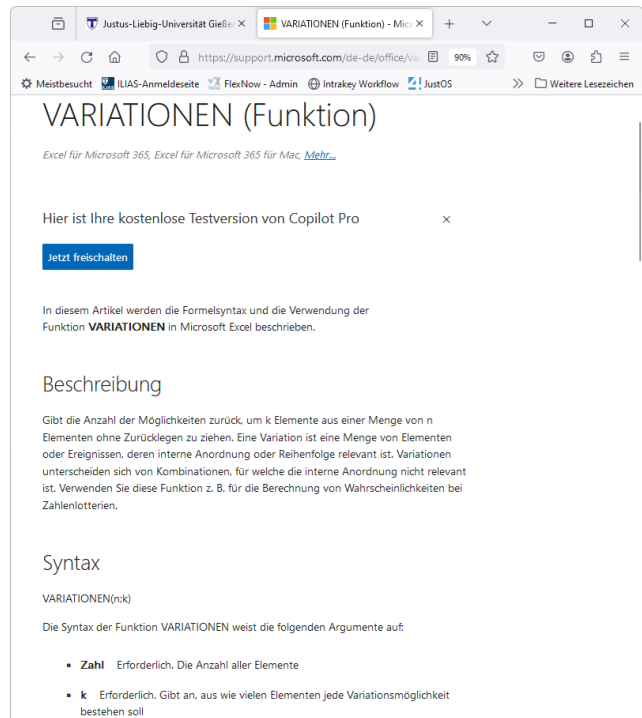 Justus-Liebig-Universität Gießer
VARIATIONEN (Funktion) - Micr
https://support.microsoft.com/de-de/office/va
90%
Meistbesucht ILIAS-Anmeldeseite FlexNow - Admin Intrakey Workflow JustOS Weitere Lesezeichen
VARIATIONEN (Funktion)
Excel für Microsoft 365, Excel für Microsoft 365 für Mac, Mehr...
Hier ist Ihre kostenlose Testversion von Copilot Pro
Jetzt freischalten
In diesem Artikel werden die Formelsyntax und die Verwendung der
Funktion VARIATIONEN in Microsoft Excel beschrieben.
Beschreibung
Gibt die Anzahl der Möglichkeiten zurück, um k Elemente aus einer Menge von n
Elementen ohne Zurücklegen zu ziehen. Eine Variation ist eine Menge von Elementen
oder Ereignissen, deren interne Anordnung oder Reihenfolge relevant ist. Variationen
unterscheiden sich von Kombinationen, für welche die interne Anordnung nicht relevant
ist. Verwenden Sie diese Funktion z. B. für die Berechnung von Wahrscheinlichkeiten bei
Zahlenlotterien.
Syntax
VARIATIONEN(n;k)
Die Syntax der Funktion VARIATIONEN weist die folgenden Argumente auf:
Zahl Erforderlich. Die Anzahl aller Elemente
k Erforderlich. Gibt an, aus wie vielen Elementen jede Variationsmöglichkeit
bestehen soll